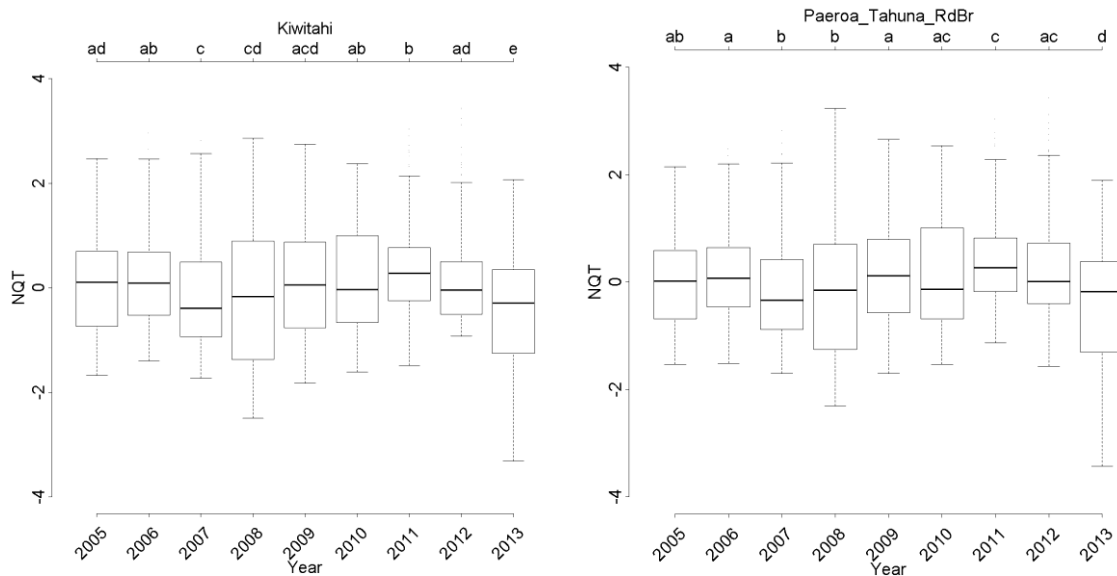 Kiwitahi
ad ab c cd acd ab b ad e
4
2
0
-2
-4
NQT
2005 2006 2007 2008 2009 2010 2011 2012 2013
Year
Paeroa_Tahuna_RdBr
ab a b b a ac c ac d
4
2
0
-2
-4
NQT
2005 2006 2007 2008 2009 2010 2011 2012 2013
Year